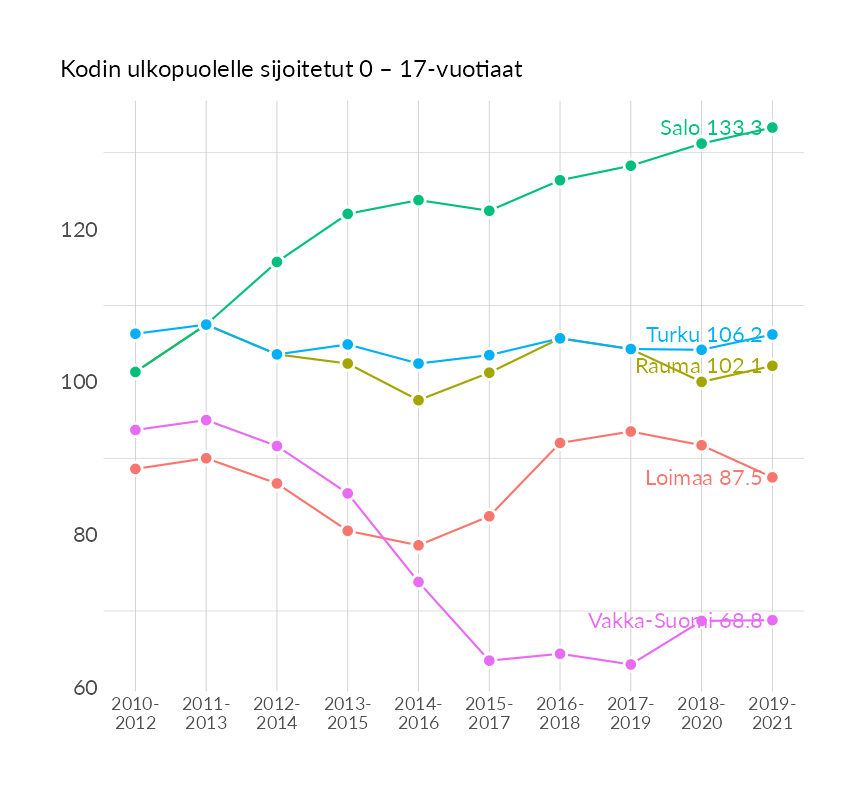 Kodin ulkopuolelle sijoitetut 0 – 17-vuotiaat
Salo 133.3
120
Turku 106.2
Rauma 102.1
100
Loimaa 87.5
80
Vakka-Suomi 68.8
60
2010- 2011- 2012- 2013- 2014- 2015- 2016- 2017- 2018- 2019-
2012 2013 2014 2015 2016 2017 2018 2019 2020 2021